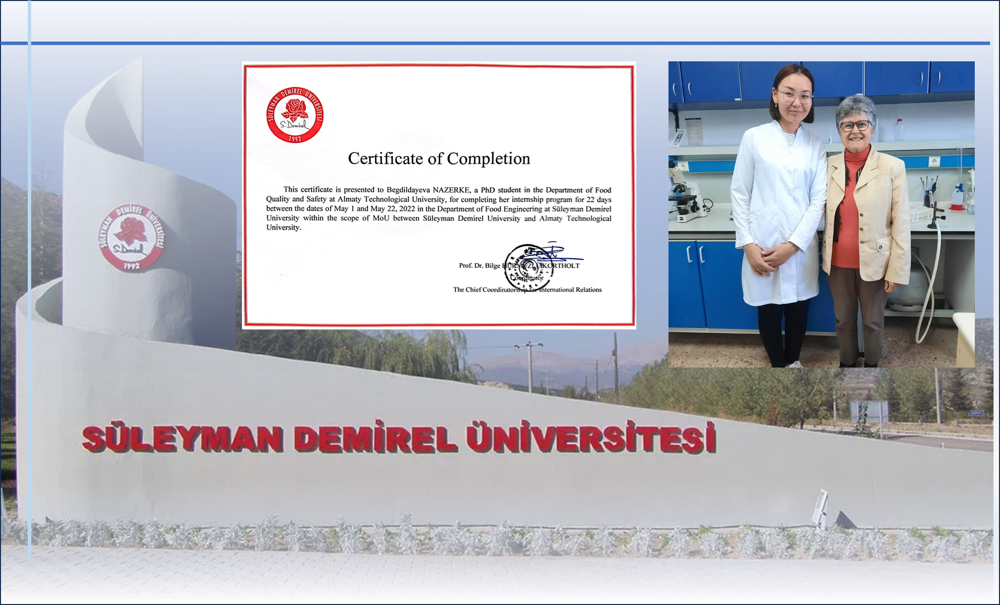 SÜLEYMAN DEMİREL ÜNİVERSİTESİ
S. Demirel
1992
Certificate of Completion
This certificate is presented to Begdildayeva NAZERKE, a PhD student in the Department of Food
Quality and Safety at Almaty Technological University, for completing her internship program for 22 days
between the dates of May 1 and May 22, 2022 in the Department of Food Engineering at Süleyman Demirel
University within the scope of MoU between Süleyman Demirel University and Almaty Technological
University.
Prof. Dr. Bilge HÜRMÜZLÜ KORTHOLT
Coordinator
The Chief Coordinatorship for International Relations
SÜLEYMAN DEMİREL ÜNİVERSİTESİ
S. Demirel
1992
SÜLEYMAN DEMİREL ÜNİVERSİTESİ